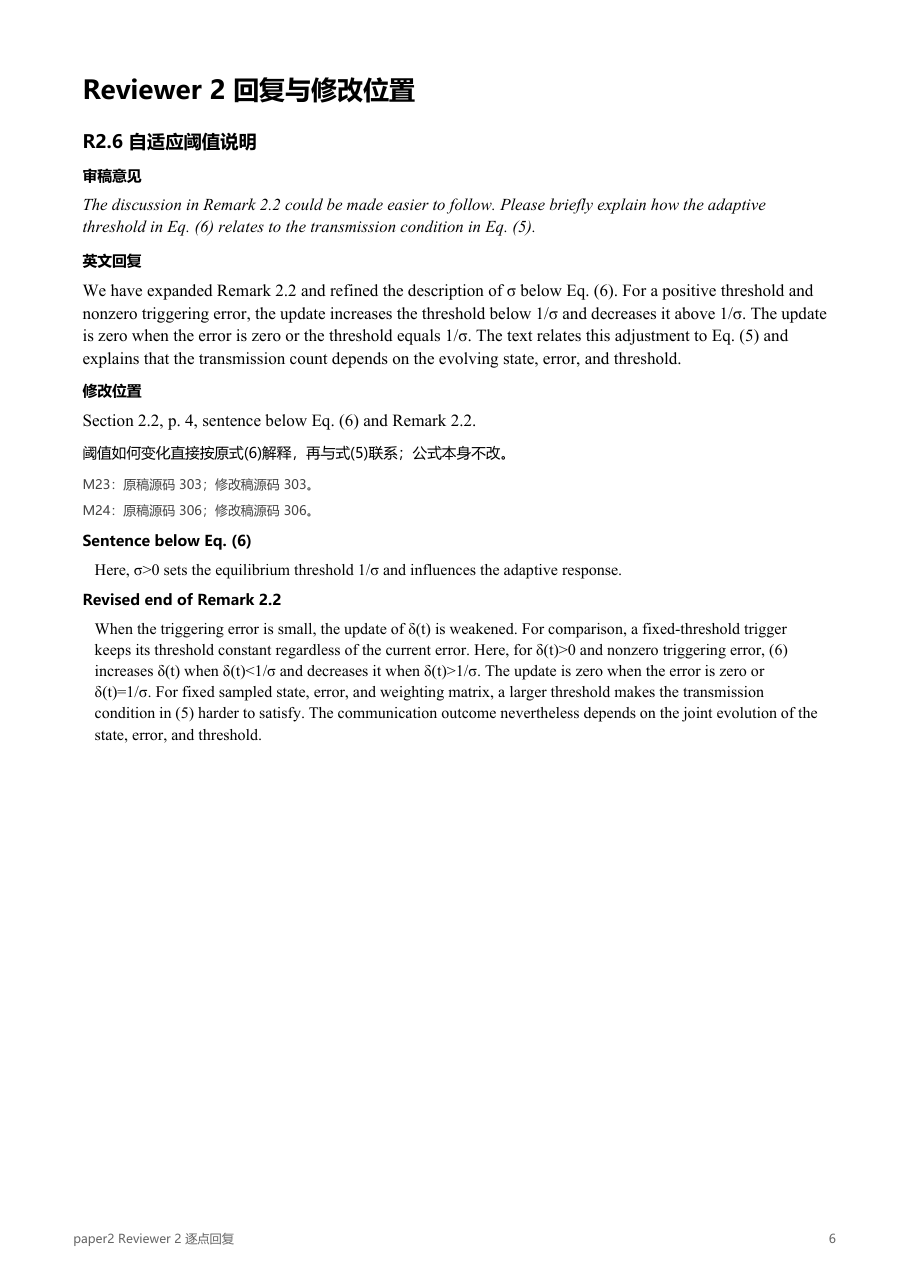 Reviewer 2 回复与修改位置
R2.6 自适应阈值说明
审稿意见
The discussion in Remark 2.2 could be made easier to follow. Please briefly explain how the adaptive
threshold in Eq. (6) relates to the transmission condition in Eq. (5).
英文回复
We have expanded Remark 2.2 and refined the description of σ below Eq. (6). For a positive threshold and
nonzero triggering error, the update increases the threshold below 1/σ and decreases it above 1/σ. The update
is zero when the error is zero or the threshold equals 1/σ. The text relates this adjustment to Eq. (5) and
explains that the transmission count depends on the evolving state, error, and threshold.
修改位置
Section 2.2, p. 4, sentence below Eq. (6) and Remark 2.2.
阈值如何变化直接按原式(6)解释，再与式(5)联系；公式本身不改。
M23：原稿源码 303；修改稿源码 303。
M24：原稿源码 306；修改稿源码 306。
Sentence below Eq. (6)
Here, σ>0 sets the equilibrium threshold 1/σ and influences the adaptive response.
Revised end of Remark 2.2
When the triggering error is small, the update of δ(t) is weakened. For comparison, a fixed-threshold trigger
keeps its threshold constant regardless of the current error. Here, for δ(t)>0 and nonzero triggering error, (6)
increases δ(t) when δ(t)<1/σ and decreases it when δ(t)>1/σ. The update is zero when the error is zero or
δ(t)=1/σ. For fixed sampled state, error, and weighting matrix, a larger threshold makes the transmission
condition in (5) harder to satisfy. The communication outcome nevertheless depends on the joint evolution of the
state, error, and threshold.
paper2 Reviewer 2 逐点回复
6